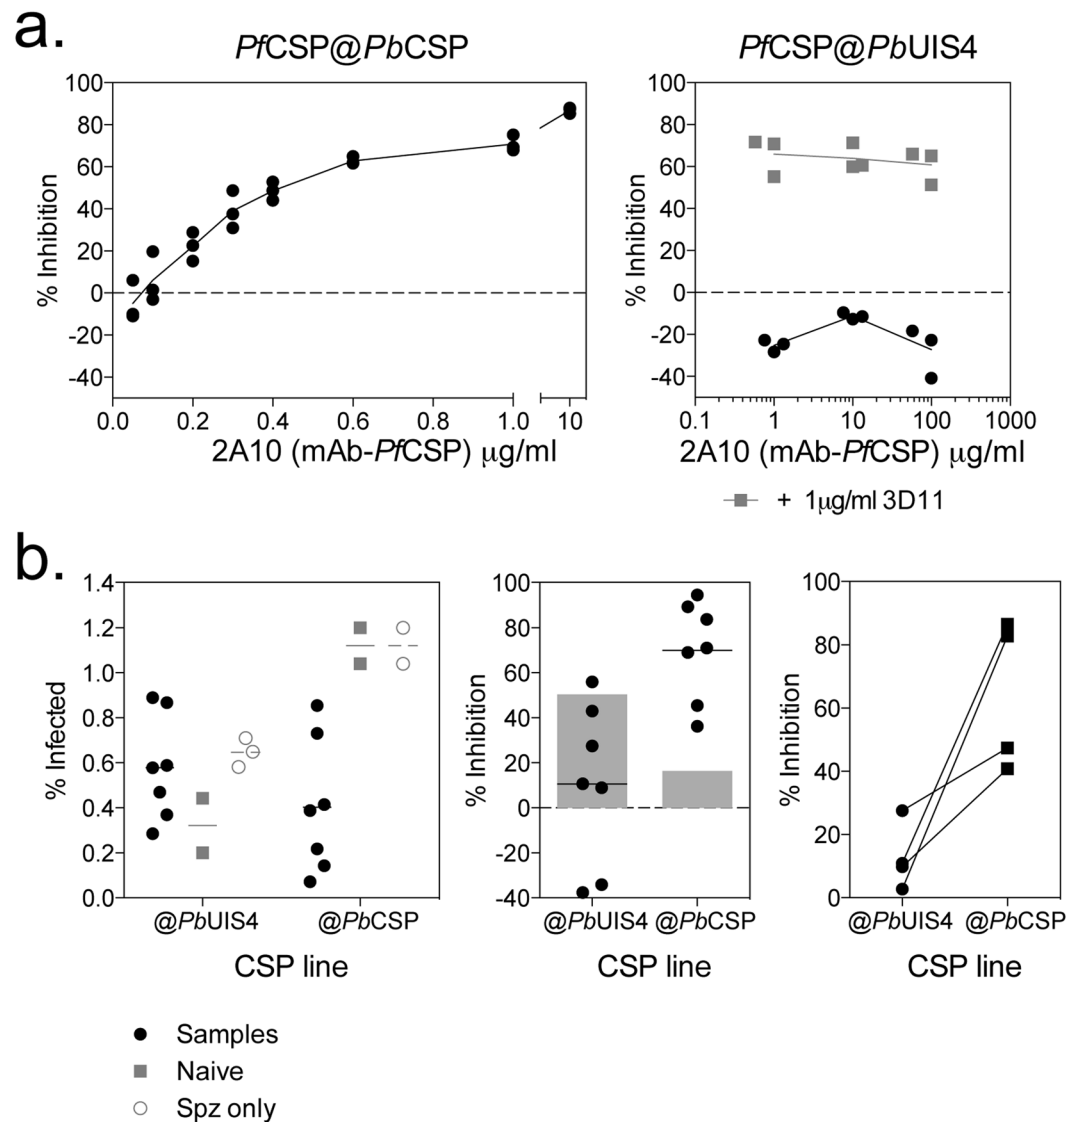 a.
PfCSP@PbCSP
PfCSP@PbUIS4
% Inhibition
100
80
60
40
20
0
-20
-40
0.0
0.2
0.4
0.6
0.8
1.0
10
2A10 (mAb-PfCSP) μg/ml
% Inhibition
100
80
60
40
20
0
-20
-40
0.1
1
10
100
1000
2A10 (mAb-PfCSP) μg/ml
+ 1μg/ml 3D11
b.
% Infected
1.4
1.2
1.0
0.8
0.6
0.4
0.2
0.0
@PbUIS4
@PbCSP
CSP line
% Inhibition
100
80
60
40
20
0
-20
-40
@PbUIS4
@PbCSP
CSP line
% Inhibition
100
80
60
40
20
0
@PbUIS4
@PbCSP
CSP line
Samples
Naive
Spz only